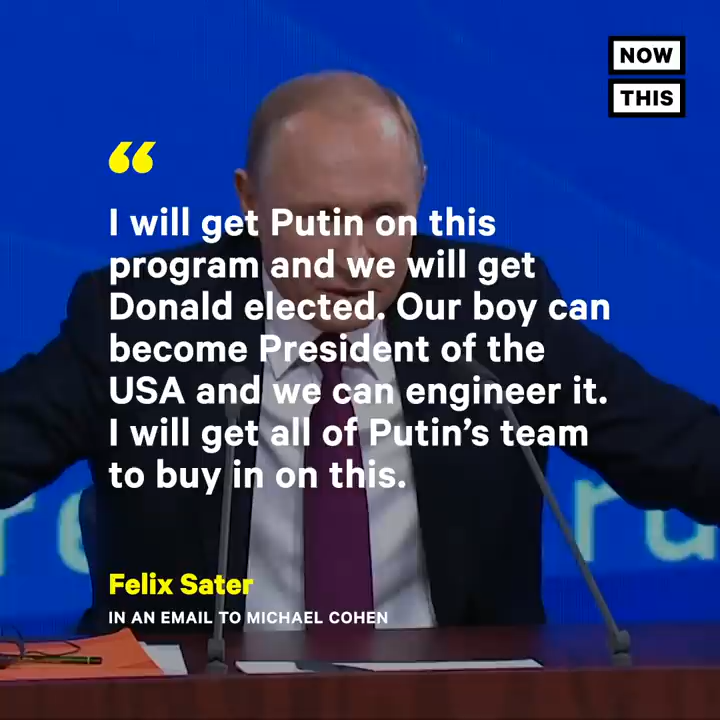 NOW
THIS
“
I will get Putin on this
program and we will get
Donald elected. Our boy can
become President of the
USA and we can engineer it.
I will get all of Putin’s team
to buy in on this.
Felix Sater
IN AN EMAIL TO MICHAEL COHEN
ru